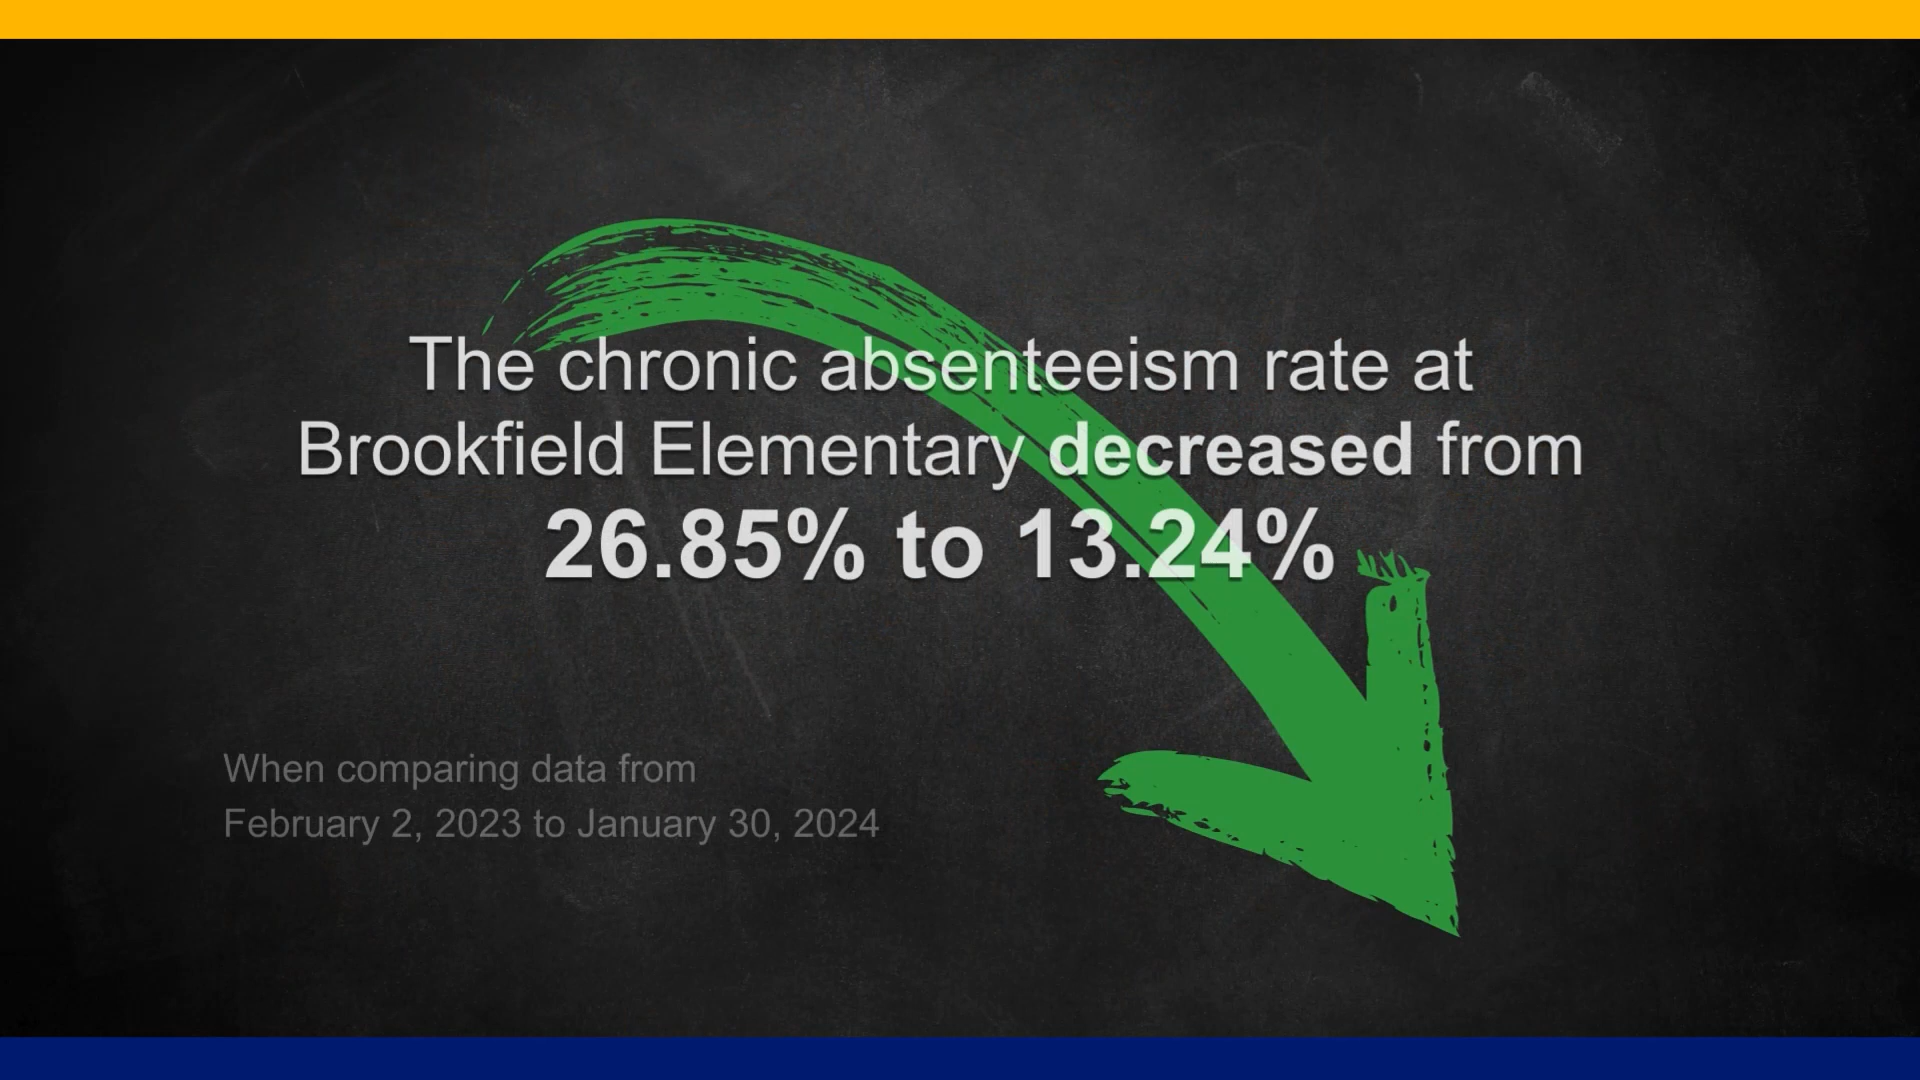 The chronic absenteeism rate at
Brookfield Elementary decreased from
26.85% to 13.24%
When comparing data from
February 2, 2023 to January 30, 2024